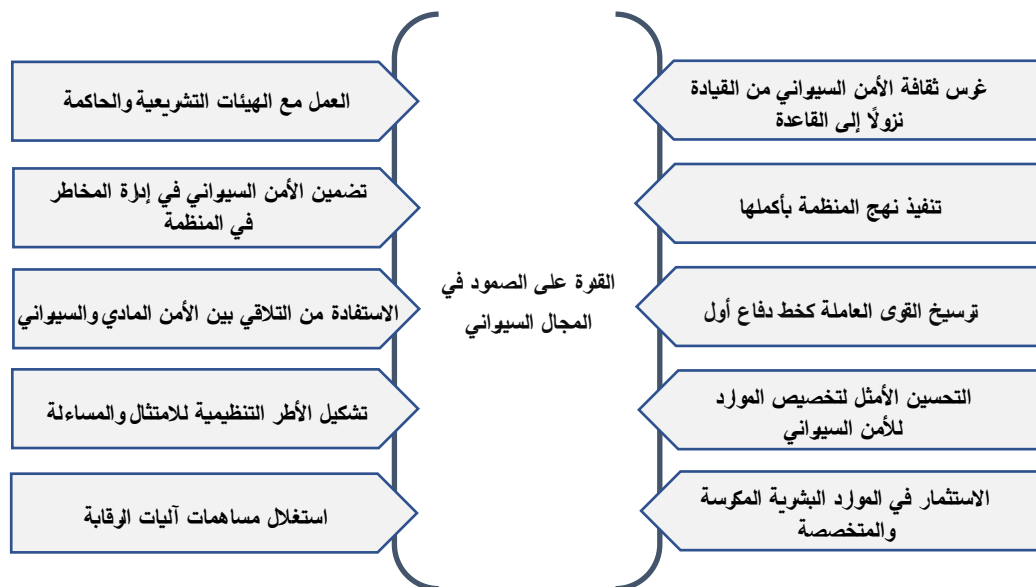 غرس ثقافة الأمن السيبراني من القيادة
نزولًا إلى القاعدة
تنفيذ نهج المنظمة بأكملها
ترسيخ القوى العاملة كخط دفاع أول
التحسين الأمثل لتخصيص الموارد
للأمن السيبراني
الاستثمار في الموارد البشرية المكرسة
والمتخصصة
القدرة على الصمود في
المجال السيبراني
العمل مع الهيئات التشريعية والحاكمة
تضمين الأمن السيبراني في إدارة المخاطر
في المنظمة
الاستفادة من التلاقي بين الأمن المادي والسيبراني
تشكيل الأطر التنظيمية للامتثال والمساءلة
استغلال مساهمات آليات الرقابة